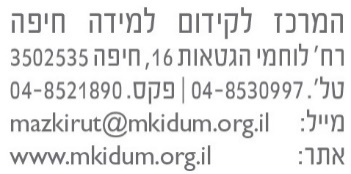 המרכז לקידום למידה חיפה
רח' לוחמי הגטאות 16, חיפה 3502535
טל'. 04-8530997 | פקס. 04-8521890
מייל: mazkirut@mkidum.org.il
אתר: www.mkidum.org.il